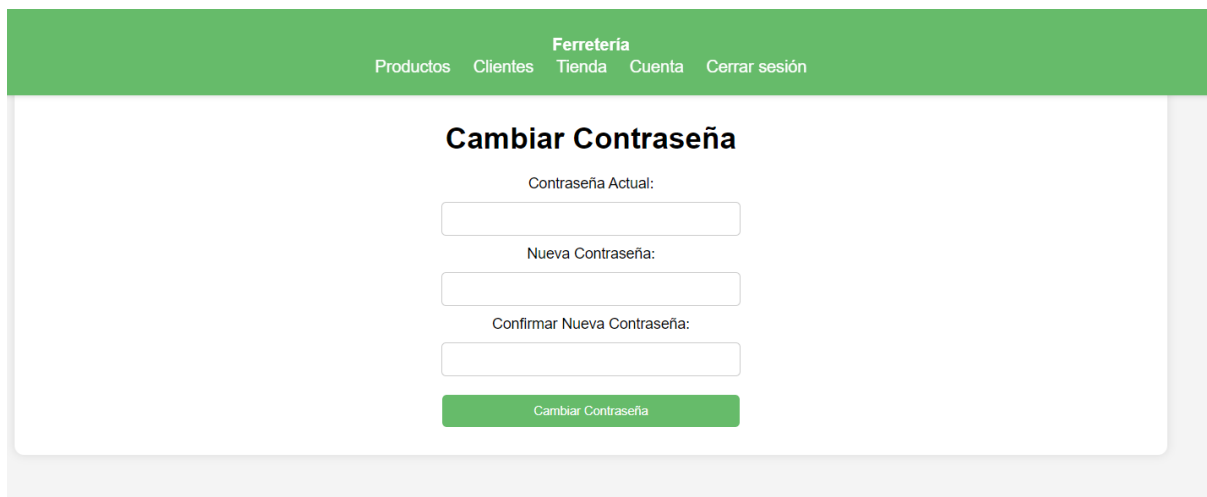 Ferretería
Productos Clientes Tienda Cuenta Cerrar sesión
Cambiar Contraseña
Contraseña Actual:
Nueva Contraseña:
Confirmar Nueva Contraseña:
Cambiar Contraseña